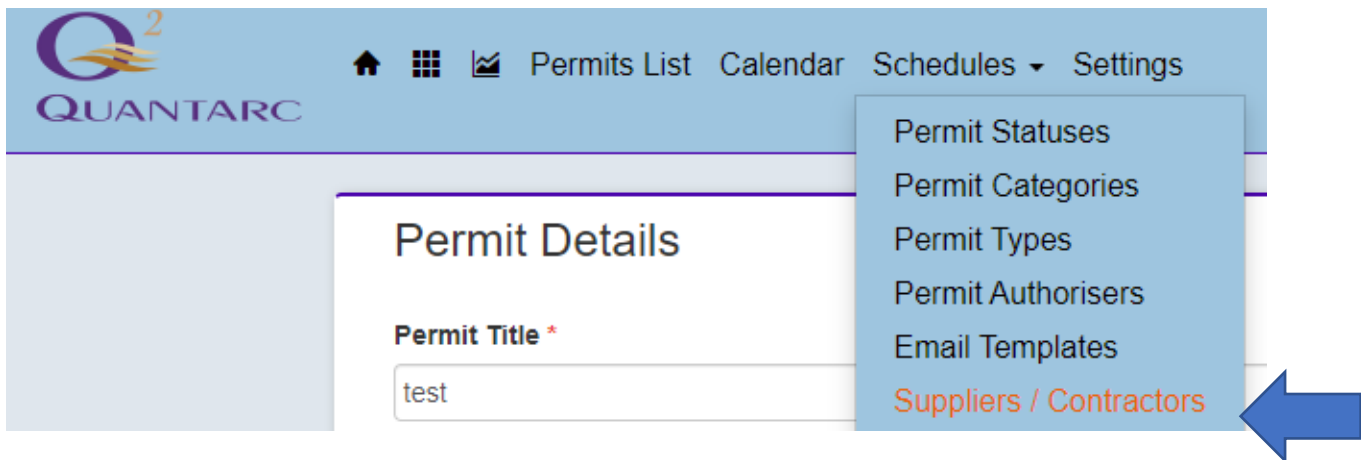 Q2
QUANTARC
Permits List Calendar Schedules Settings
Permit Statuses
Permit Categories
Permit Types
Permit Authorisers
Email Templates
Suppliers / Contractors
Permit Details
Permit Title *
test